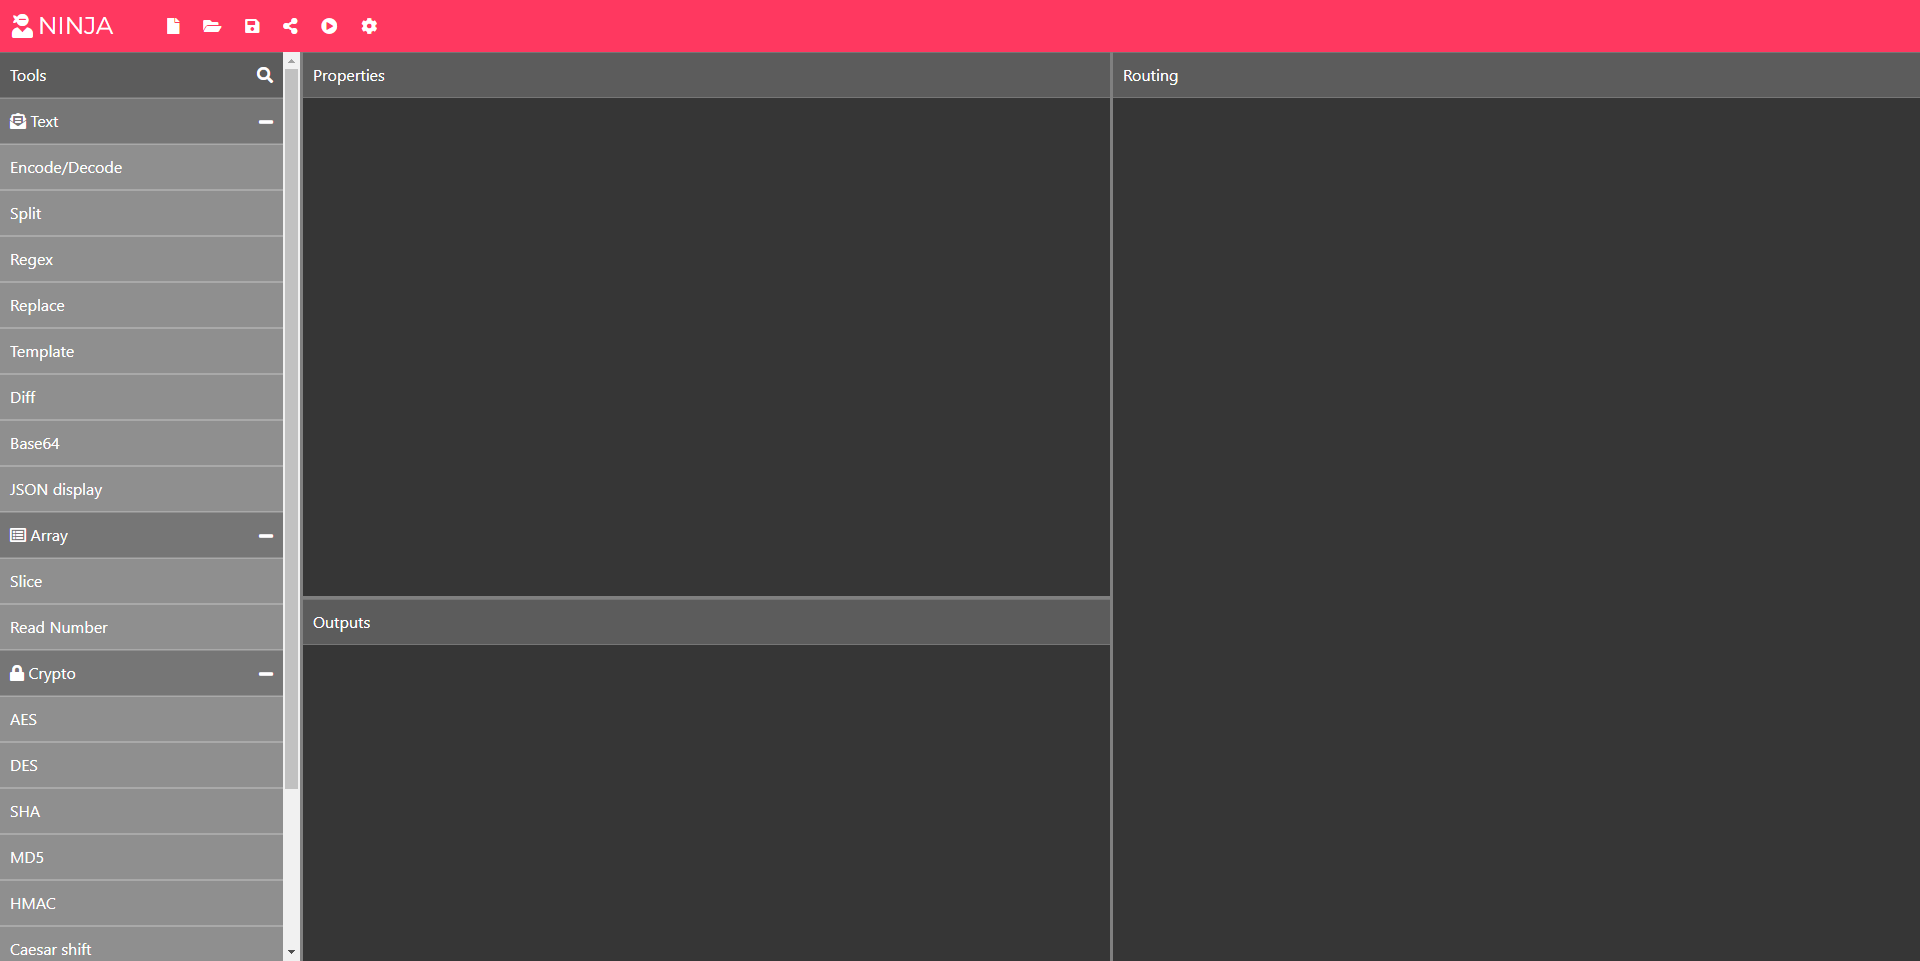 NINJA
Tools
Text
Encode/Decode
Split
Regex
Replace
Template
Diff
Base64
JSON display
Array
Slice
Read Number
Crypto
AES
DES
SHA
MD5
HMAC
Caesar shift
Properties
Outputs
Routing